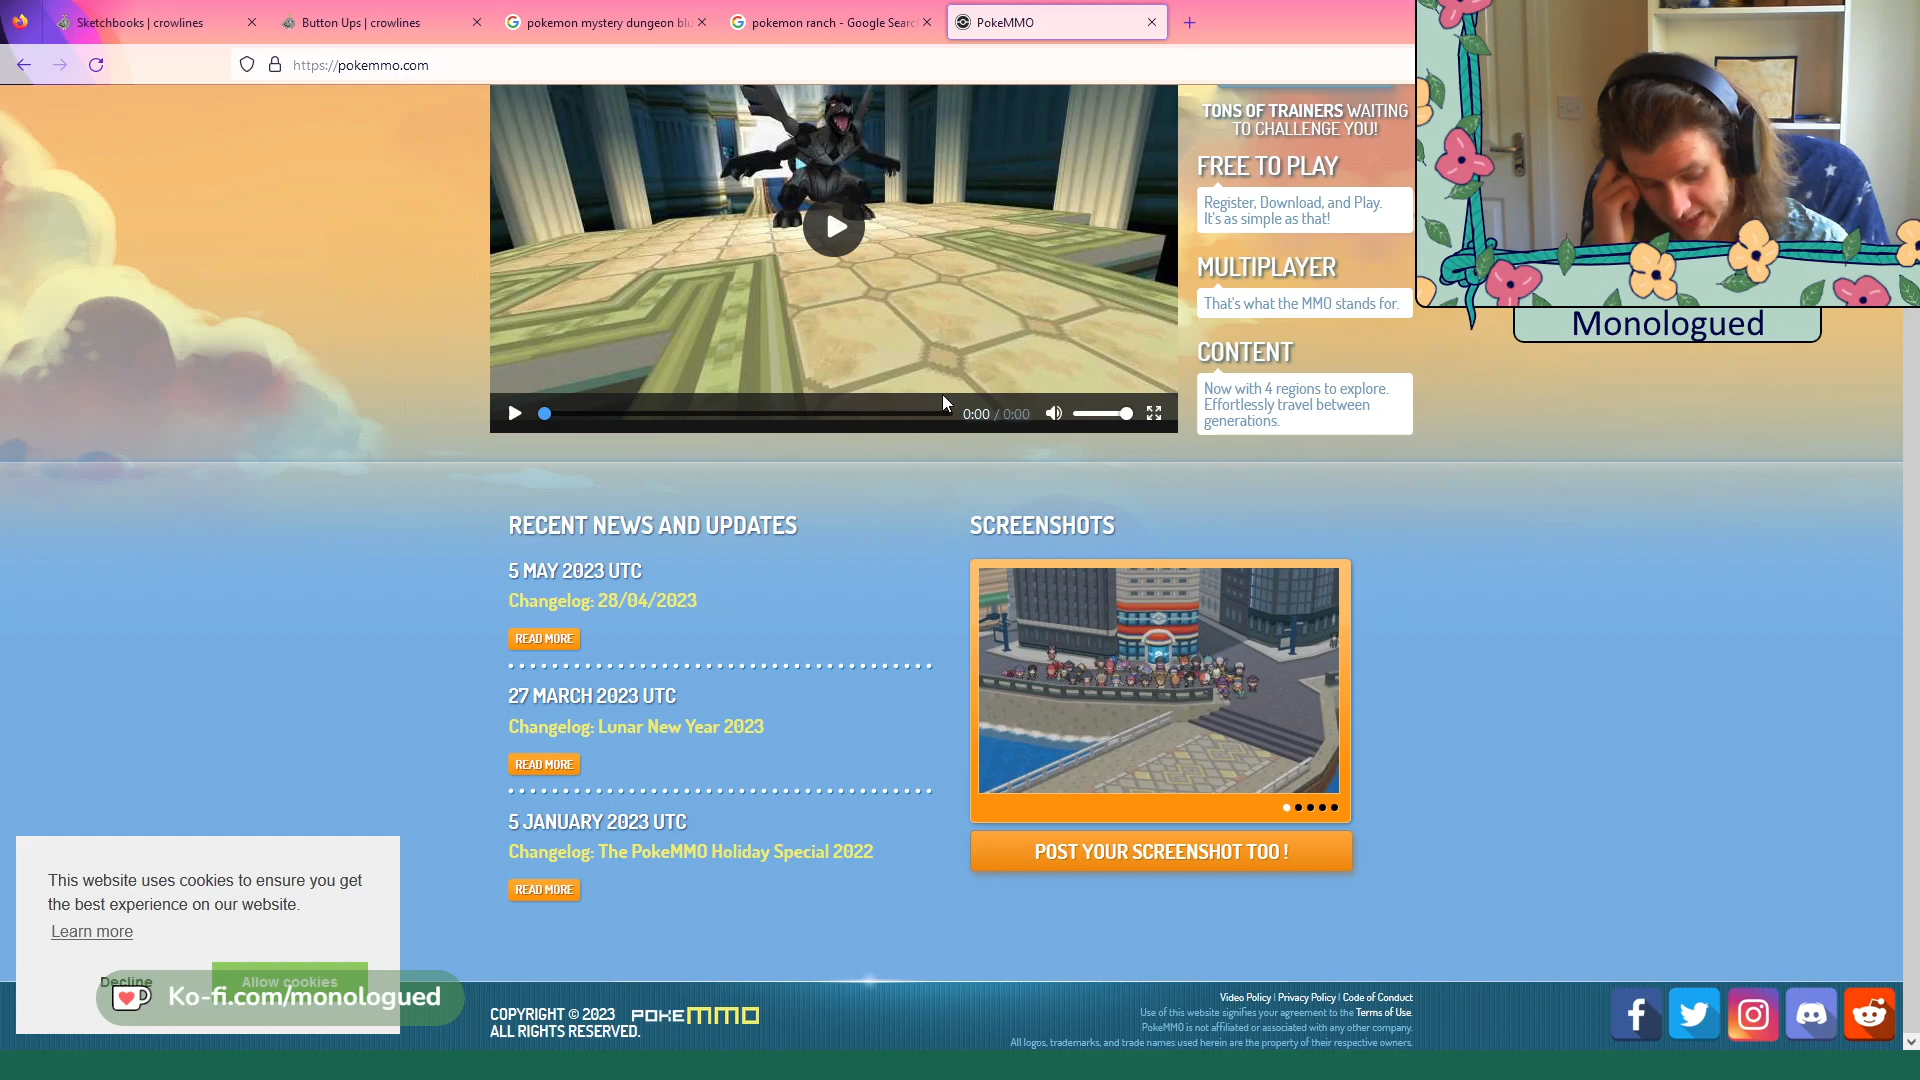 Sketchbooks | crowlines
Button Ups | crowlines
pokemon mystery dungeon blu
pokemon ranch - Google Searc
PokeMMO
https://pokemmo.com
TONS OF TRAINERS WAITING
TO CHALLENGE YOU!
FREE TO PLAY
Register, Download, and Play.
It's as simple as that!
MULTIPLAYER
That's what the MMO stands for.
CONTENT
Now with 4 regions to explore.
Effortlessly travel between
generations.
0:00 / 0:00
Monologued
RECENT NEWS AND UPDATES
5 MAY 2023 UTC
Changelog: 28/04/2023
READ MORE
27 MARCH 2023 UTC
Changelog: Lunar New Year 2023
READ MORE
5 JANUARY 2023 UTC
Changelog: The PokeMMO Holiday Special 2022
READ MORE
SCREENSHOTS
POST YOUR SCREENSHOT TOO !
This website uses cookies to ensure you get
the best experience on our website.
Learn more
Decline
Allow cookies
Ko-fi.com/monologued
COPYRIGHT © 2023 POKEMMO
ALL RIGHTS RESERVED.
Video Policy | Privacy Policy | Code of Conduct
Use of this website signifies your agreement to the Terms of Use.
PokeMMO is not affiliated or associated with any other company.
All logos, trademarks, and trade names used herein are the property of their respective owners.